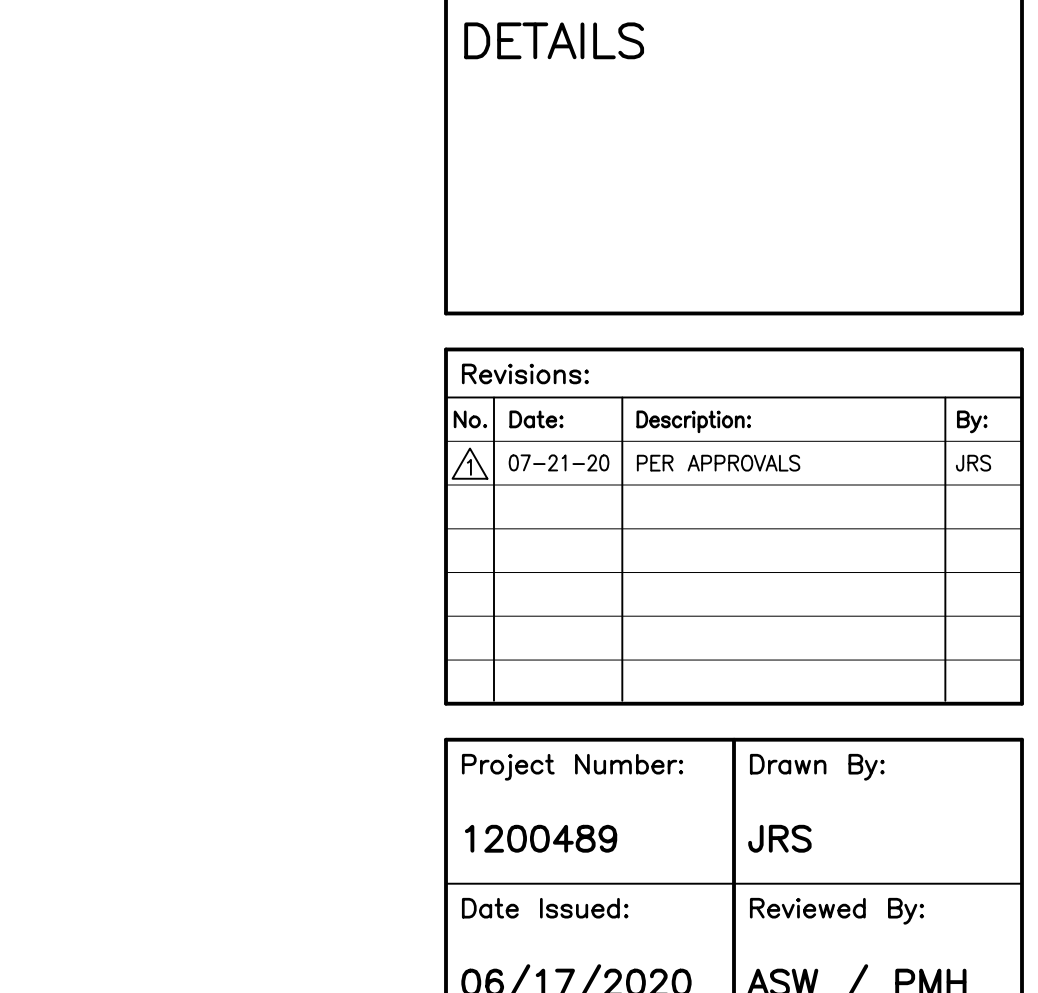 DETAILS
Revisions:
No. Date: Description: By:
1 07-21-20 PER APPROVALS JRS
Project Number: Drawn By:
1200489 JRS
Date Issued: Reviewed By:
06/17/2020 ASW / PMH